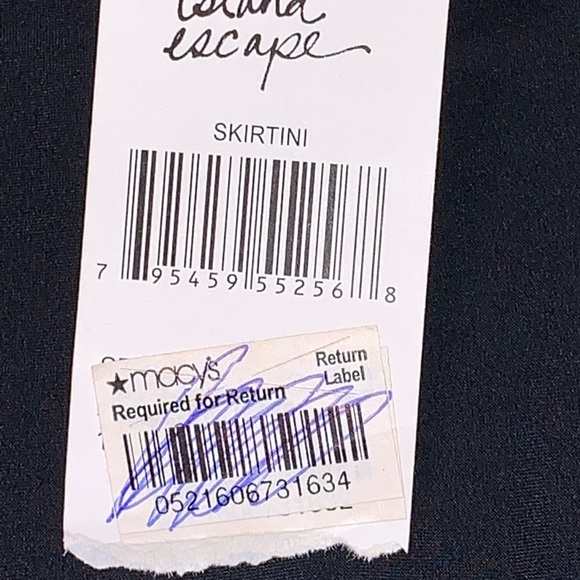 island
escape
SKIRTINI
7 95459 55256 8
★macy's
Return
Label
Required for Return
0521606731634